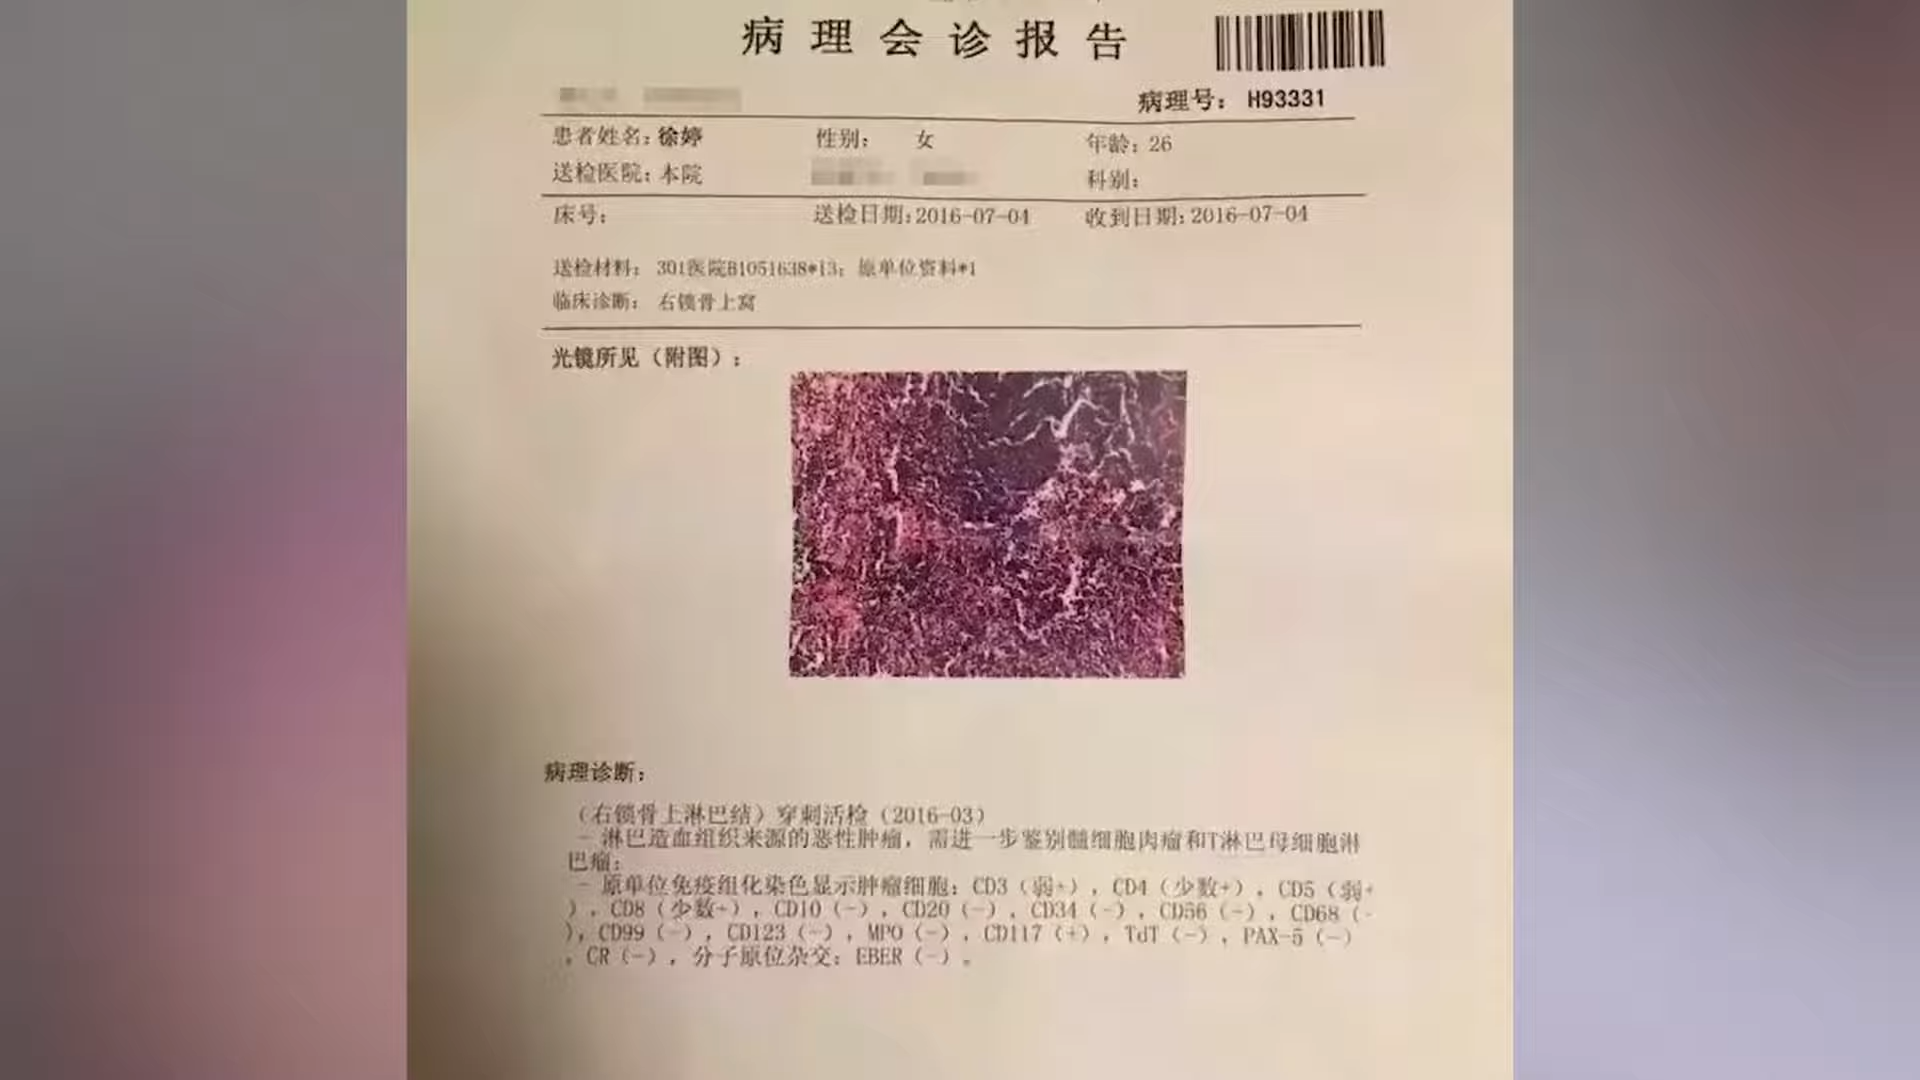 病理会诊报告
病理号： H93331
患者姓名：徐婷 性别： 女 年龄：26
送检医院：本院 科别：
床号： 送检日期：2016-07-04 收到日期：2016-07-04
送检材料： 301医院B1051638*13；原单位资料*1
临床诊断： 右锁骨上窝
光镜所见（附图）：
病理诊断：
（右锁骨上淋巴结）穿刺活检（2016-03）
- 淋巴造血组织来源的恶性肿瘤，需进一步鉴别髓细胞肉瘤和T淋巴母细胞淋
巴瘤；
- 原单位免疫组化染色显示肿瘤细胞：CD3（弱+），CD4（少数+），CD5（弱+
），CD8（少数+），CD10（-），CD20（-），CD34（-），CD56（-），CD68（-
），CD99（-），CD123（-），MPO（-），CD117（+），TdT（-），PAX-5（-）
，CR（-），分子原位杂交：EBER（-）。